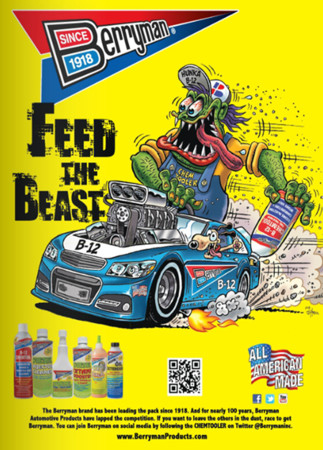 SINCE
1918
Berryman®
FEED
THE
BEAST
HUNKA
B-12
CHEM
TOOLER
B-12
B-12
ALL
AMERICAN
MADE
The Berryman brand has been leading the pack since 1918. And for nearly 100 years, Berryman
Automotive Products have lapped the competition. If you want to leave the others in the dust, race to get
Berryman. You can join Berryman on social media by following the CHEMTOOLER on Twitter @BerrymanInc.
www.BerrymanProducts.com